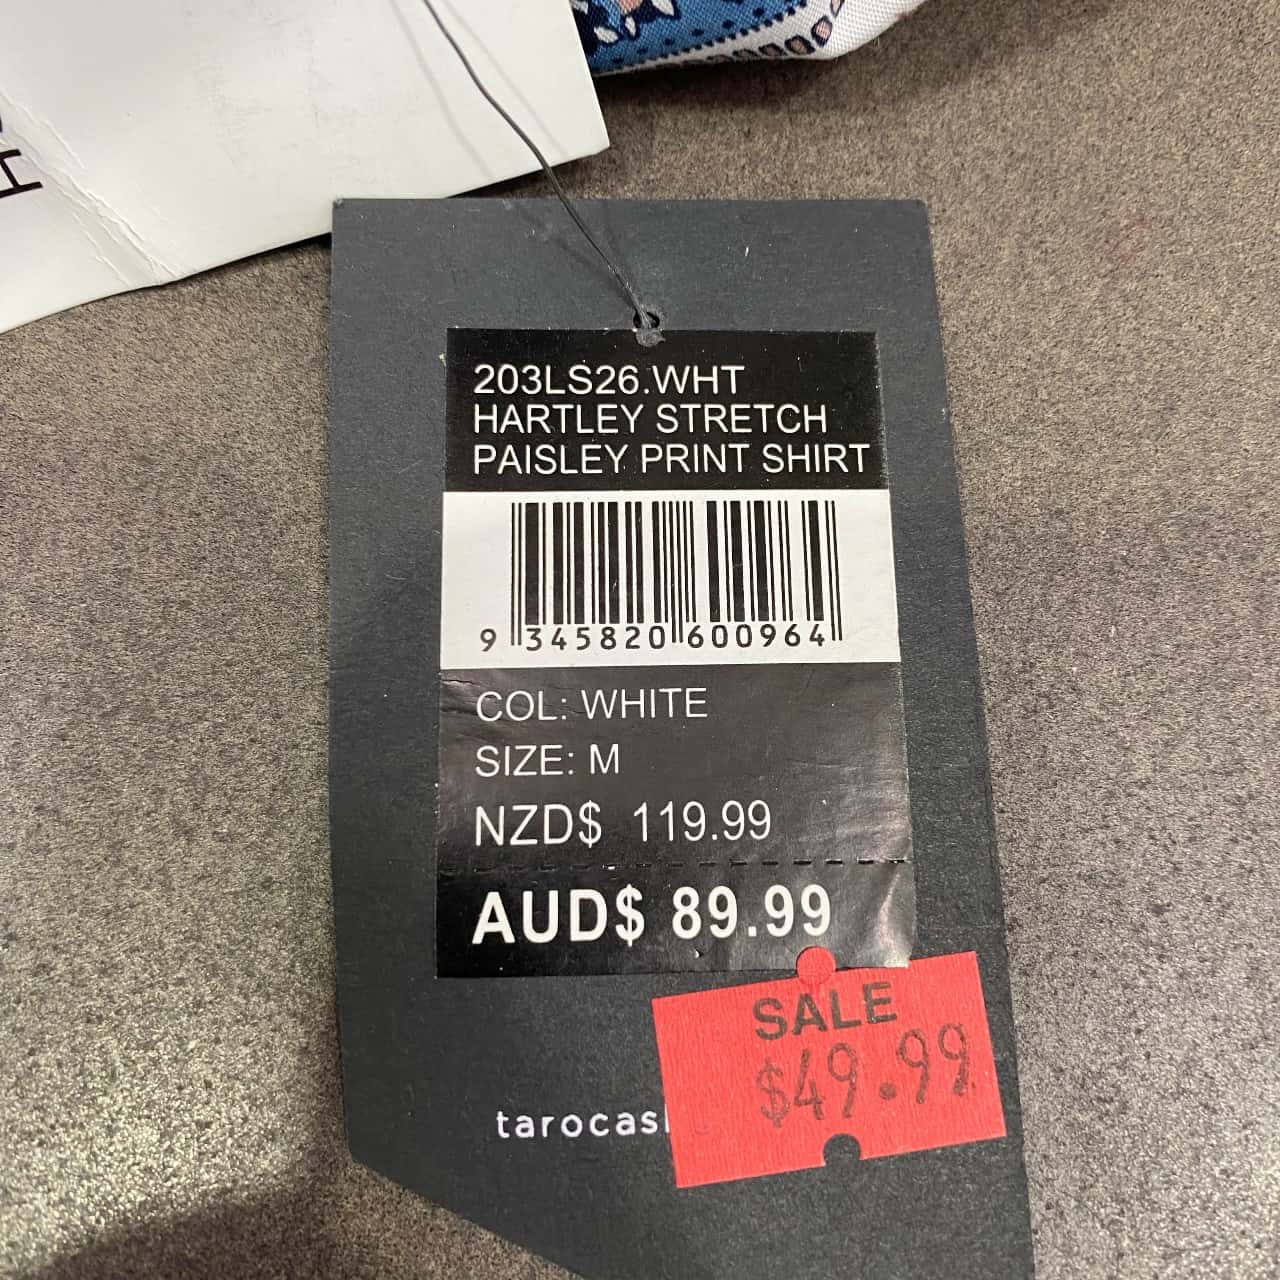 203LS26.WHT
HARTLEY STRETCH
PAISLEY PRINT SHIRT
9 345820 600964
COL: WHITE
SIZE: M
NZD$ 119.99
AUD$ 89.99
SALE
$49.99
tarocas